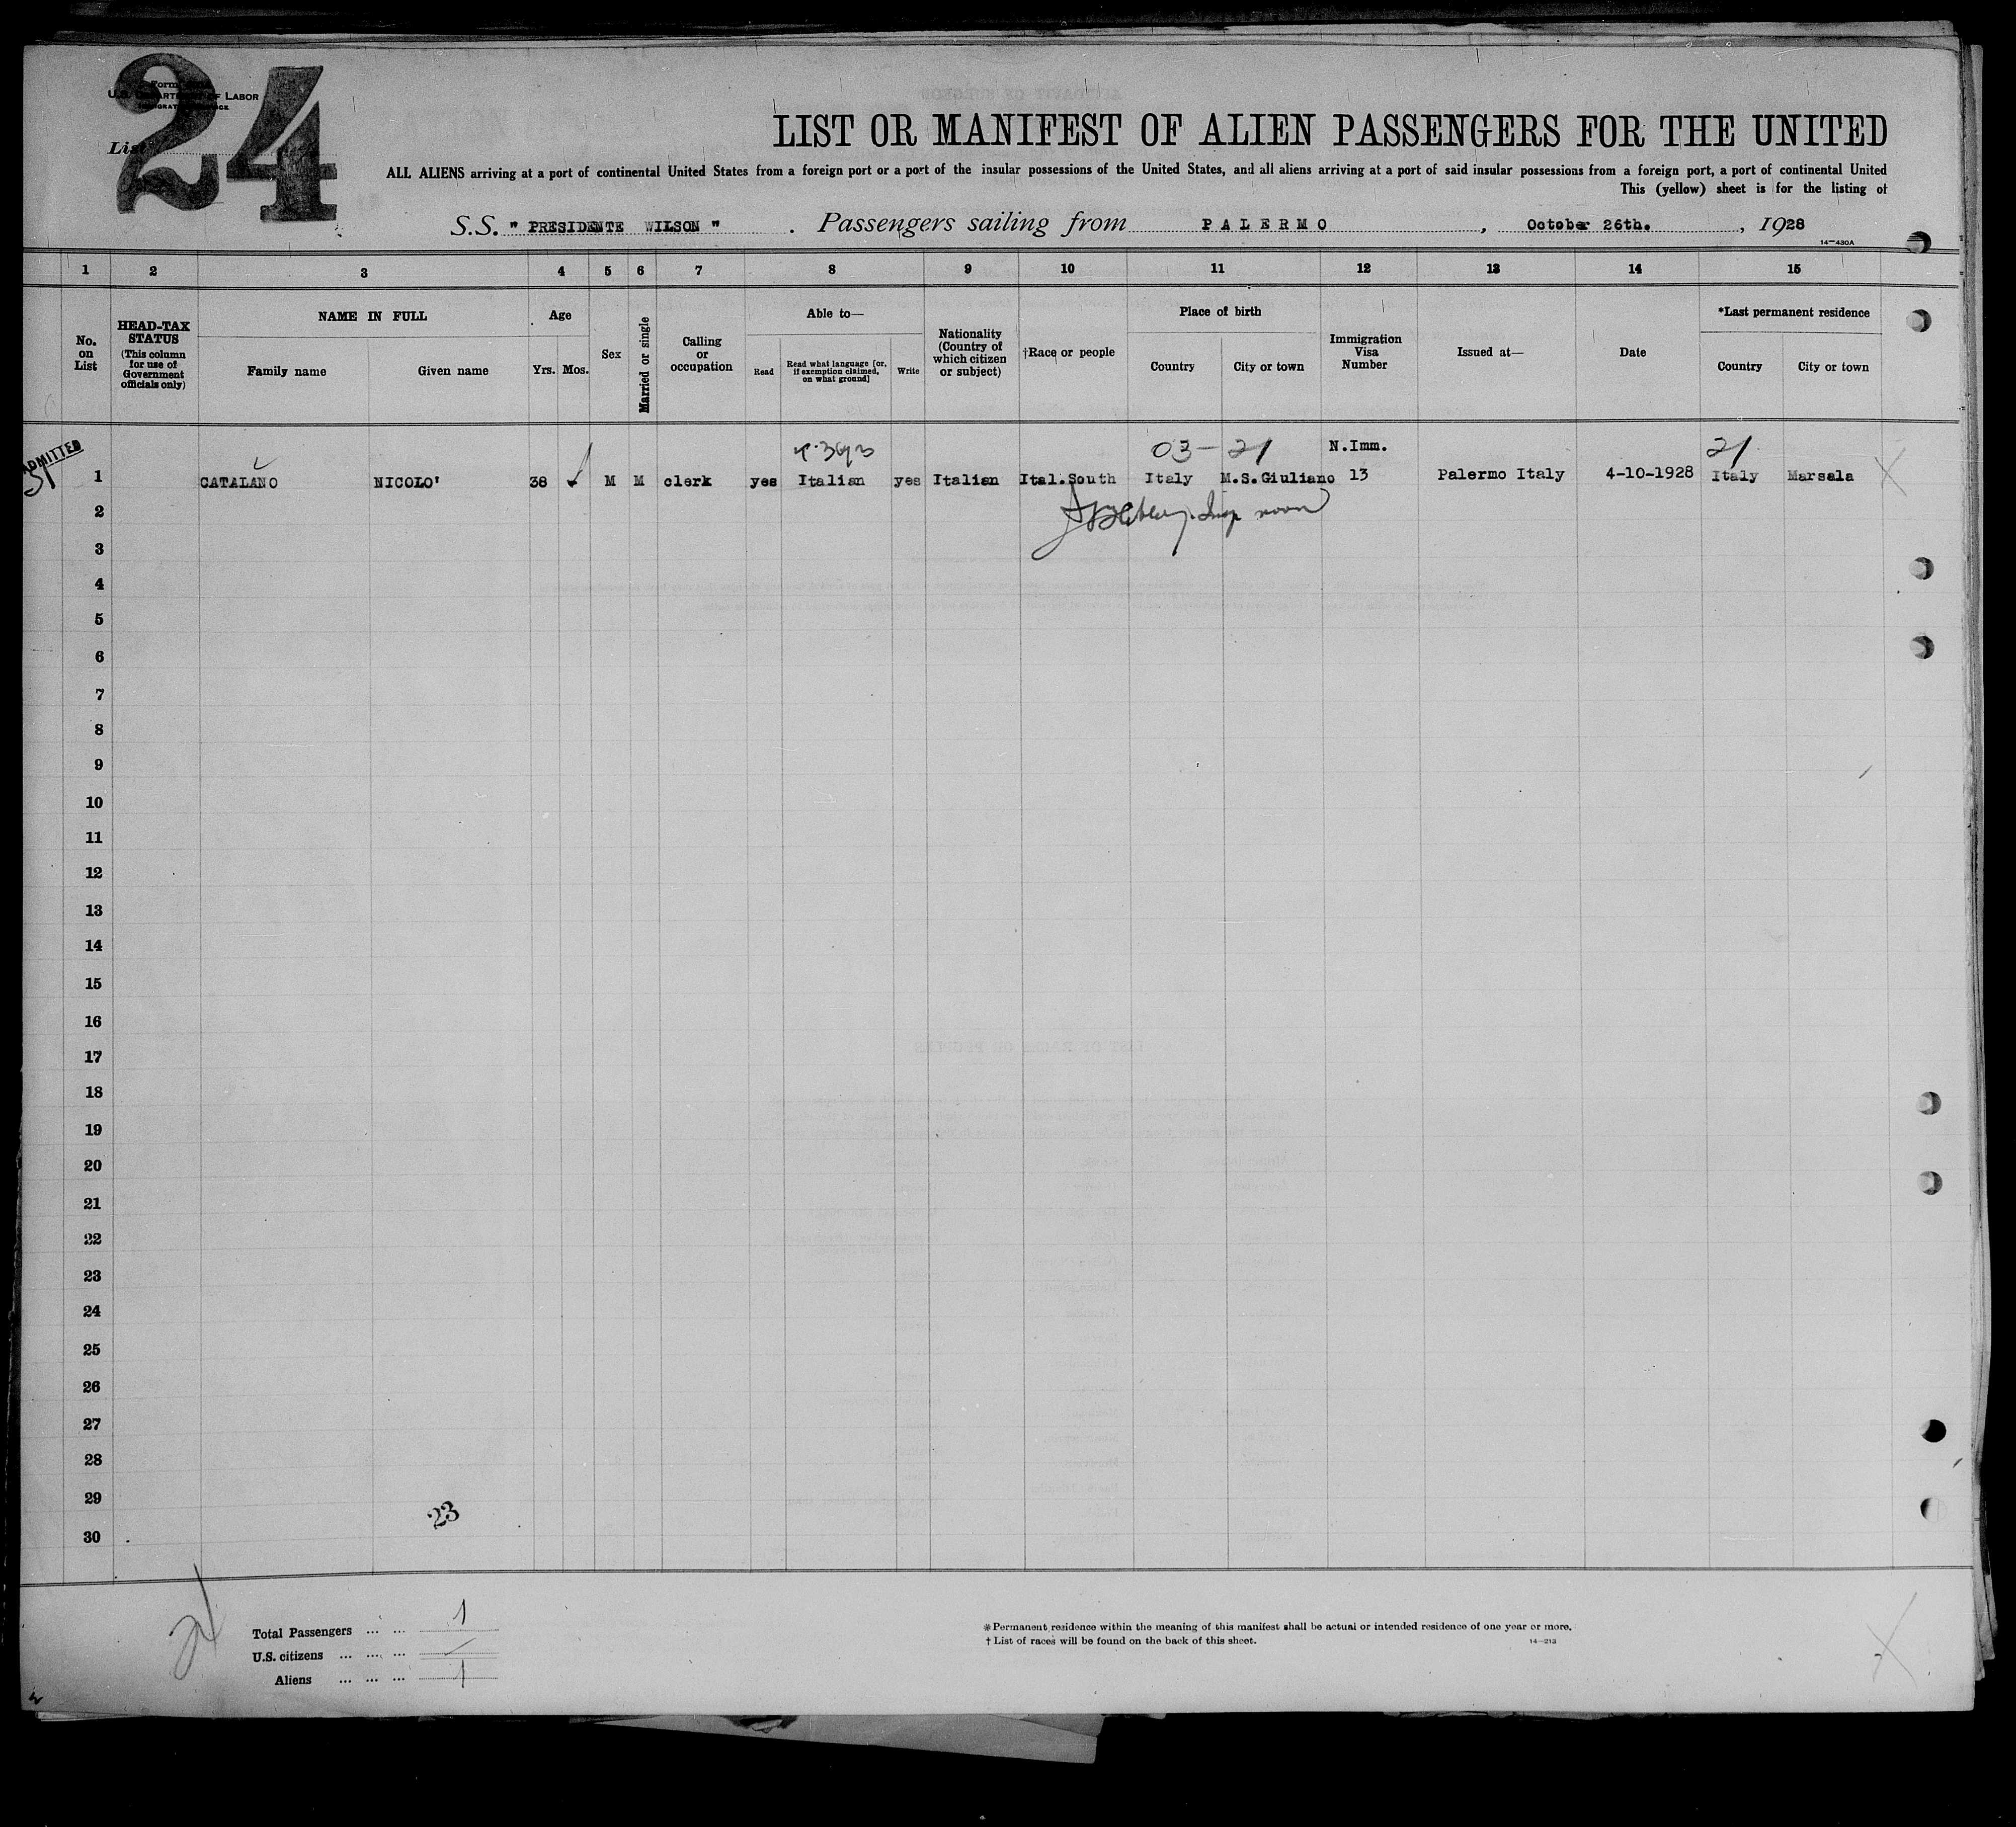 24
Form
U.S. DEPARTMENT OF LABOR
List
LIST OR MANIFEST OF ALIEN PASSENGERS FOR THE UNITED
ALL ALIENS arriving at a port of continental United States from a foreign port or a port of the insular possessions of the United States, and all aliens arriving at a port of said insular possessions from a foreign port, a port of continental United
This (yellow) sheet is for the listing of
S.S. " PRESIDENTE WILSON " . Passengers sailing from PALERMO , October 26th. , 1928
14—430A
1 2 3 4 5 6 7 8 9 10 11 12 13 14 15
No. on List
HEAD-TAX STATUS
(This column for use of Government officials only)
NAME IN FULL
Family name Given name
Age
Yrs. Mos.
Sex
Married or single
Calling or occupation
Able to—
Read
Read what language [or, if exemption claimed, on what ground]
Write
Nationality (Country of which citizen or subject)
†Race or people
Place of birth
Country City or town
Immigration Visa Number
Issued at—
Date
*Last permanent residence
Country City or town
ADMITTED
03 — 21 N.Imm. 21
1 CATALANO NICOLO' 38 M M clerk yes Italian yes Italian Ital.South Italy M.S.Giuliano 13 Palermo Italy 4-10-1928 Italy Marsala
2
3
4
5
6
7
8
9
10
11
12
13
14
15
16
17
18
19
20
21
22
23
24
25
26
27
28
29
23
30
Total Passengers ... ... 1
U.S. citizens ... ... ...
Aliens ... ... ... 1
* Permanent residence within the meaning of this manifest shall be actual or intended residence of one year or more.
† List of races will be found on the back of this sheet.
14—213